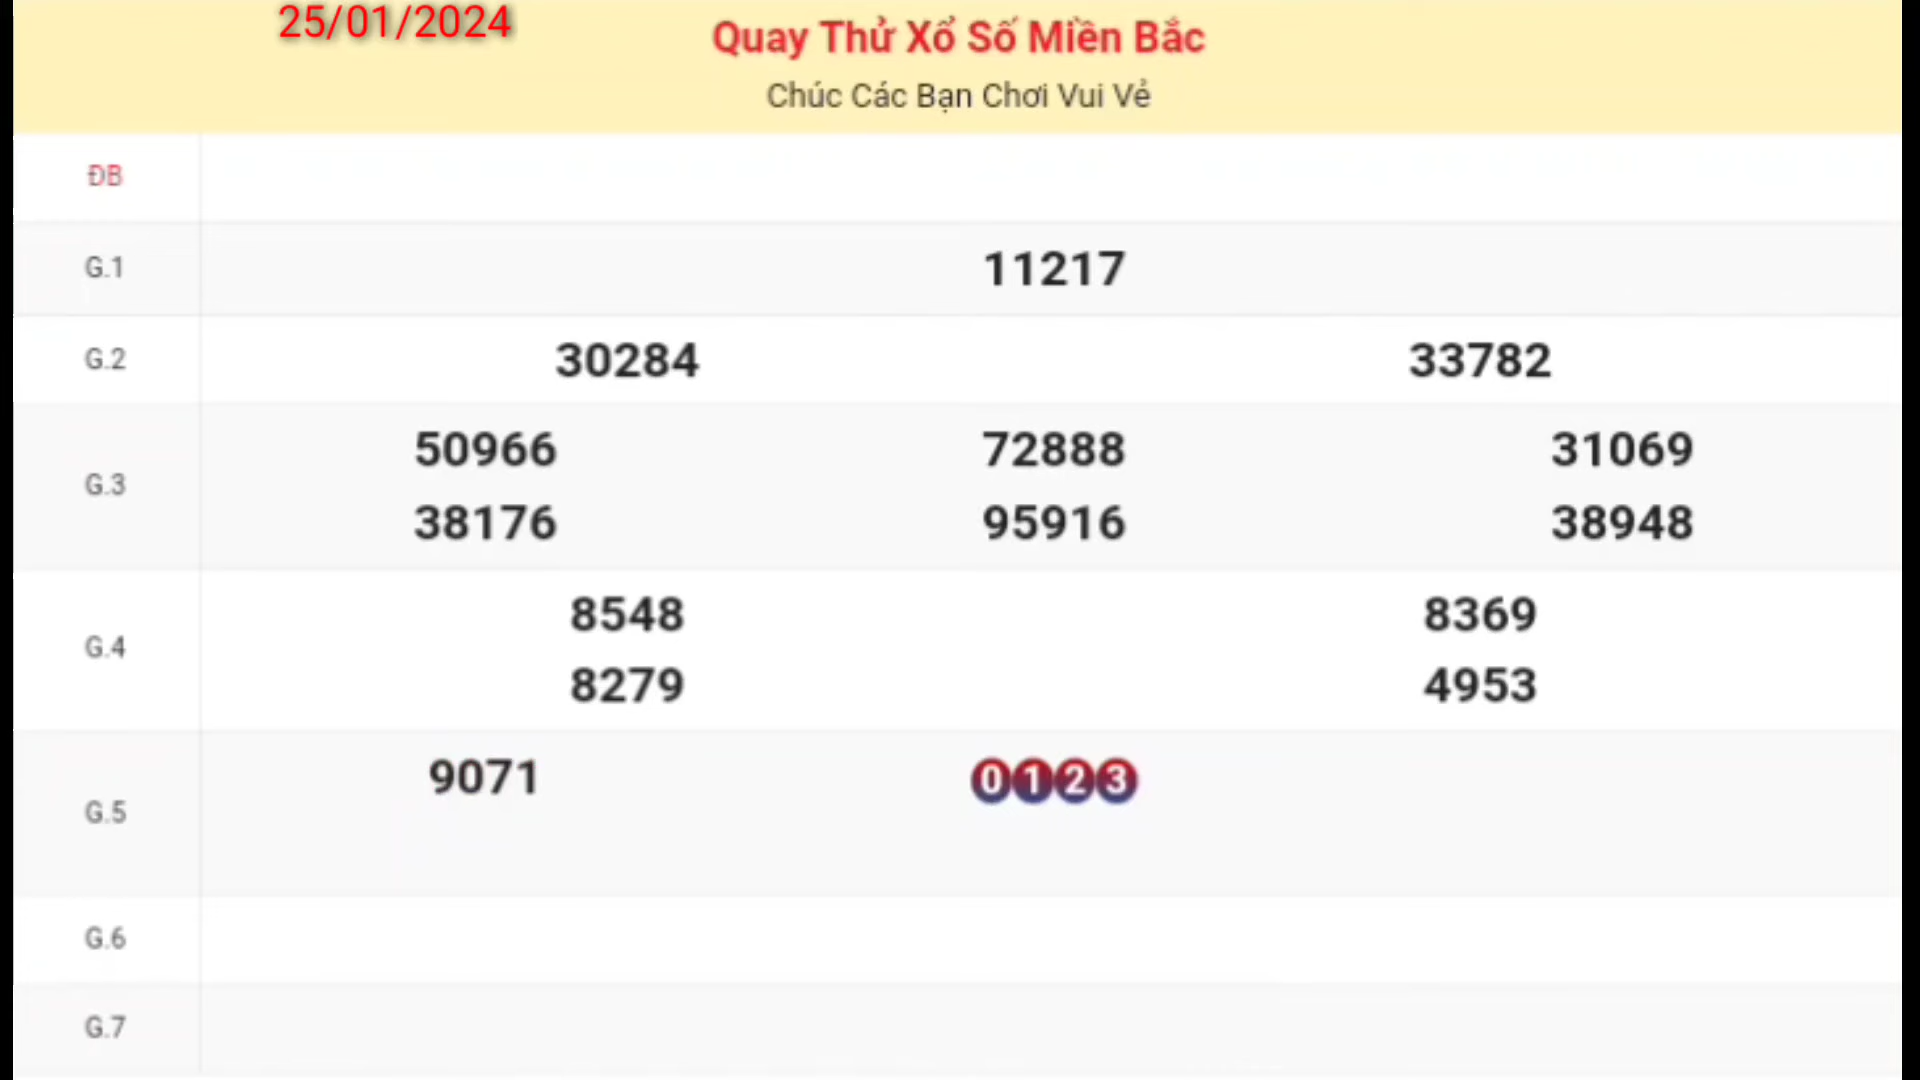 25/01/2024
Quay Thử Xổ Số Miền Bắc
Chúc Các Bạn Chơi Vui Vẻ
ĐB
G.1 11217
G.2 30284 33782
G.3 50966 72888 31069
38176 95916 38948
G.4 8548 8369
8279 4953
G.5 9071 0123
G.6
G.7